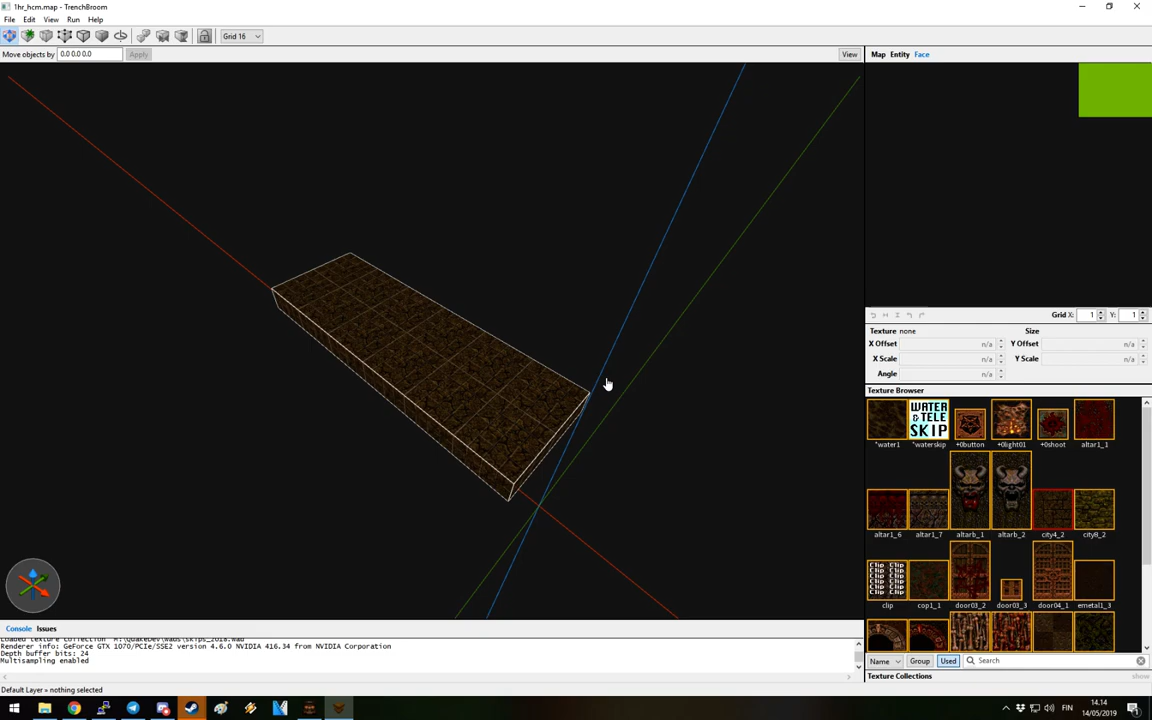 1hr_hcm.map - TrenchBroom
File Edit View Run Help
Grid 16
Move objects by 0.0 0.0 0.0 Apply View
Map Entity Face
Grid X: 1 Y: 1
Texture none Size
X Offset n/a Y Offset n/a
X Scale n/a Y Scale n/a
Angle n/a
Texture Browser
WATER
& TELE
SKIP
*water1 *waterskip +0button +0light01 +0shoot altar1_1
altar1_6 altar1_7 altarb_1 altarb_2 city4_2 city8_2
Clip Clip
Clip Clip
Clip Clip
Clip Clip
clip cop1_1 door03_2 door03_3 door04_1 emetal1_3
Name Group Used Search
Texture Collections show
Console Issues
Renderer info: GeForce GTX 1070/PCIe/SSE2 version 4.6.0 NVIDIA 416.34 from NVIDIA Corporation
Depth buffer bits: 24
Multisampling enabled
Default Layer = nothing selected
FIN
14.14
14/05/2019
1